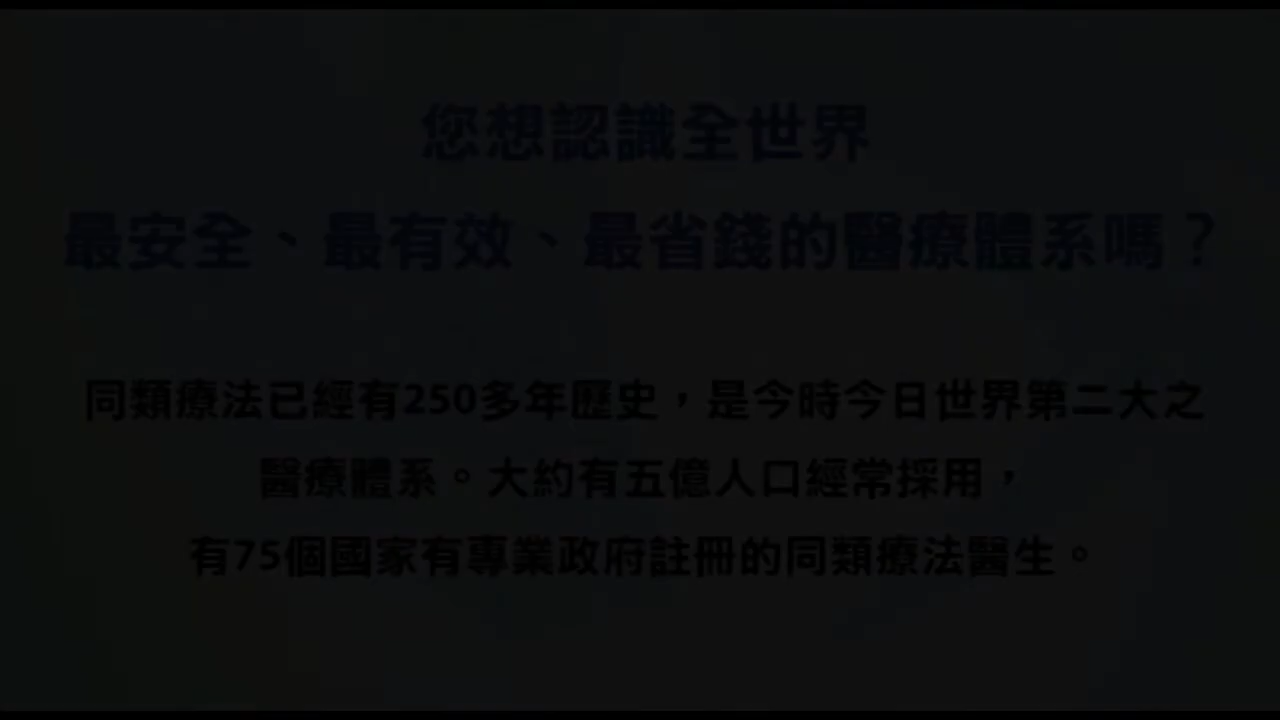 您想認識全世界
最安全、最有效、最省錢的醫療體系嗎？
同類療法已經有250多年歷史，是今時今日世界第二大之
醫療體系。大約有五億人口經常採用，
有75個國家有專業政府註冊的同類療法醫生。